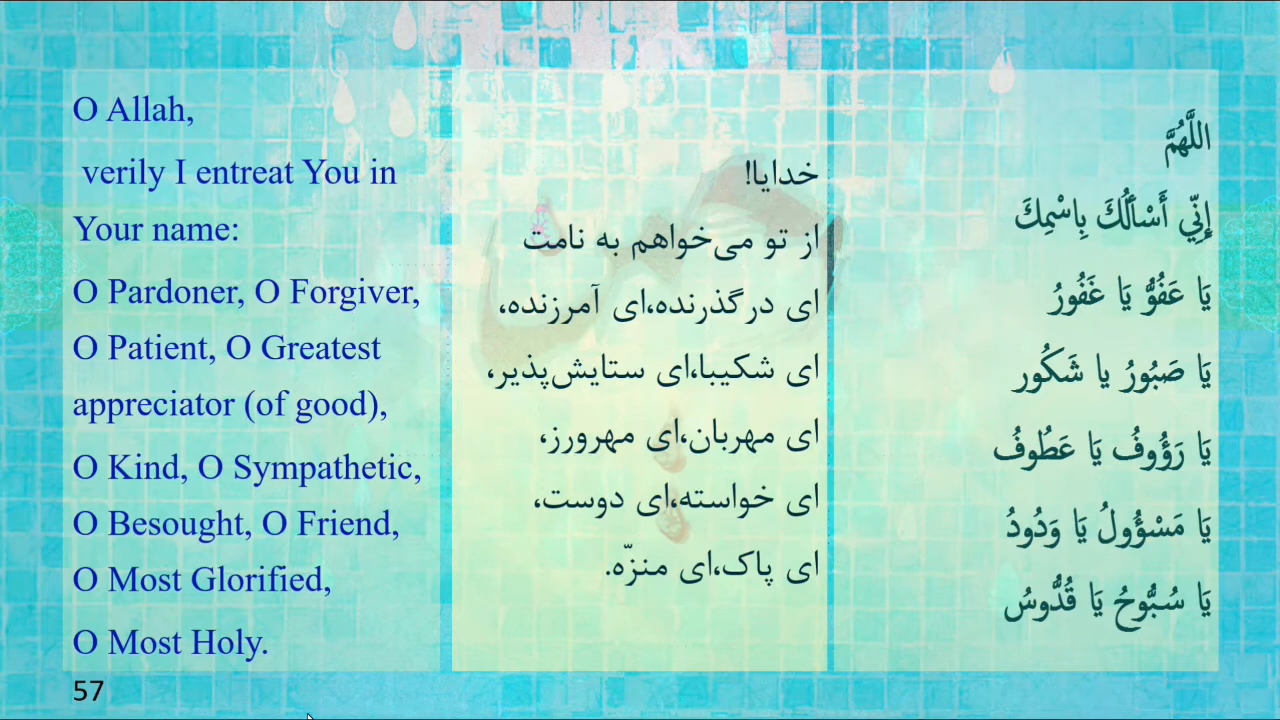 O Allah,
verily I entreat You in
Your name:
O Pardoner, O Forgiver,
O Patient, O Greatest
appreciator (of good),
O Kind, O Sympathetic,
O Besought, O Friend,
O Most Glorified,
O Most Holy.
57
خدایا!
از تو می‌خواهم به نامت
ای درگذرنده،ای آمرزنده،
ای شکیبا،ای ستایش‌پذیر،
ای مهربان،ای مهرورز،
ای خواسته،ای دوست،
ای پاک،ای منزّه.
اللَّهُمَّ
إِنِّي أَسْأَلُكَ بِاسْمِكَ
يَا عَفُوُّ يَا غَفُورُ
يَا صَبُورُ يا شَكُور
يَا رَؤُوفُ يَا عَطُوفُ
يَا مَسْؤُولُ يَا وَدُودُ
يَا سُبُّوحُ يَا قُدُّوسُ